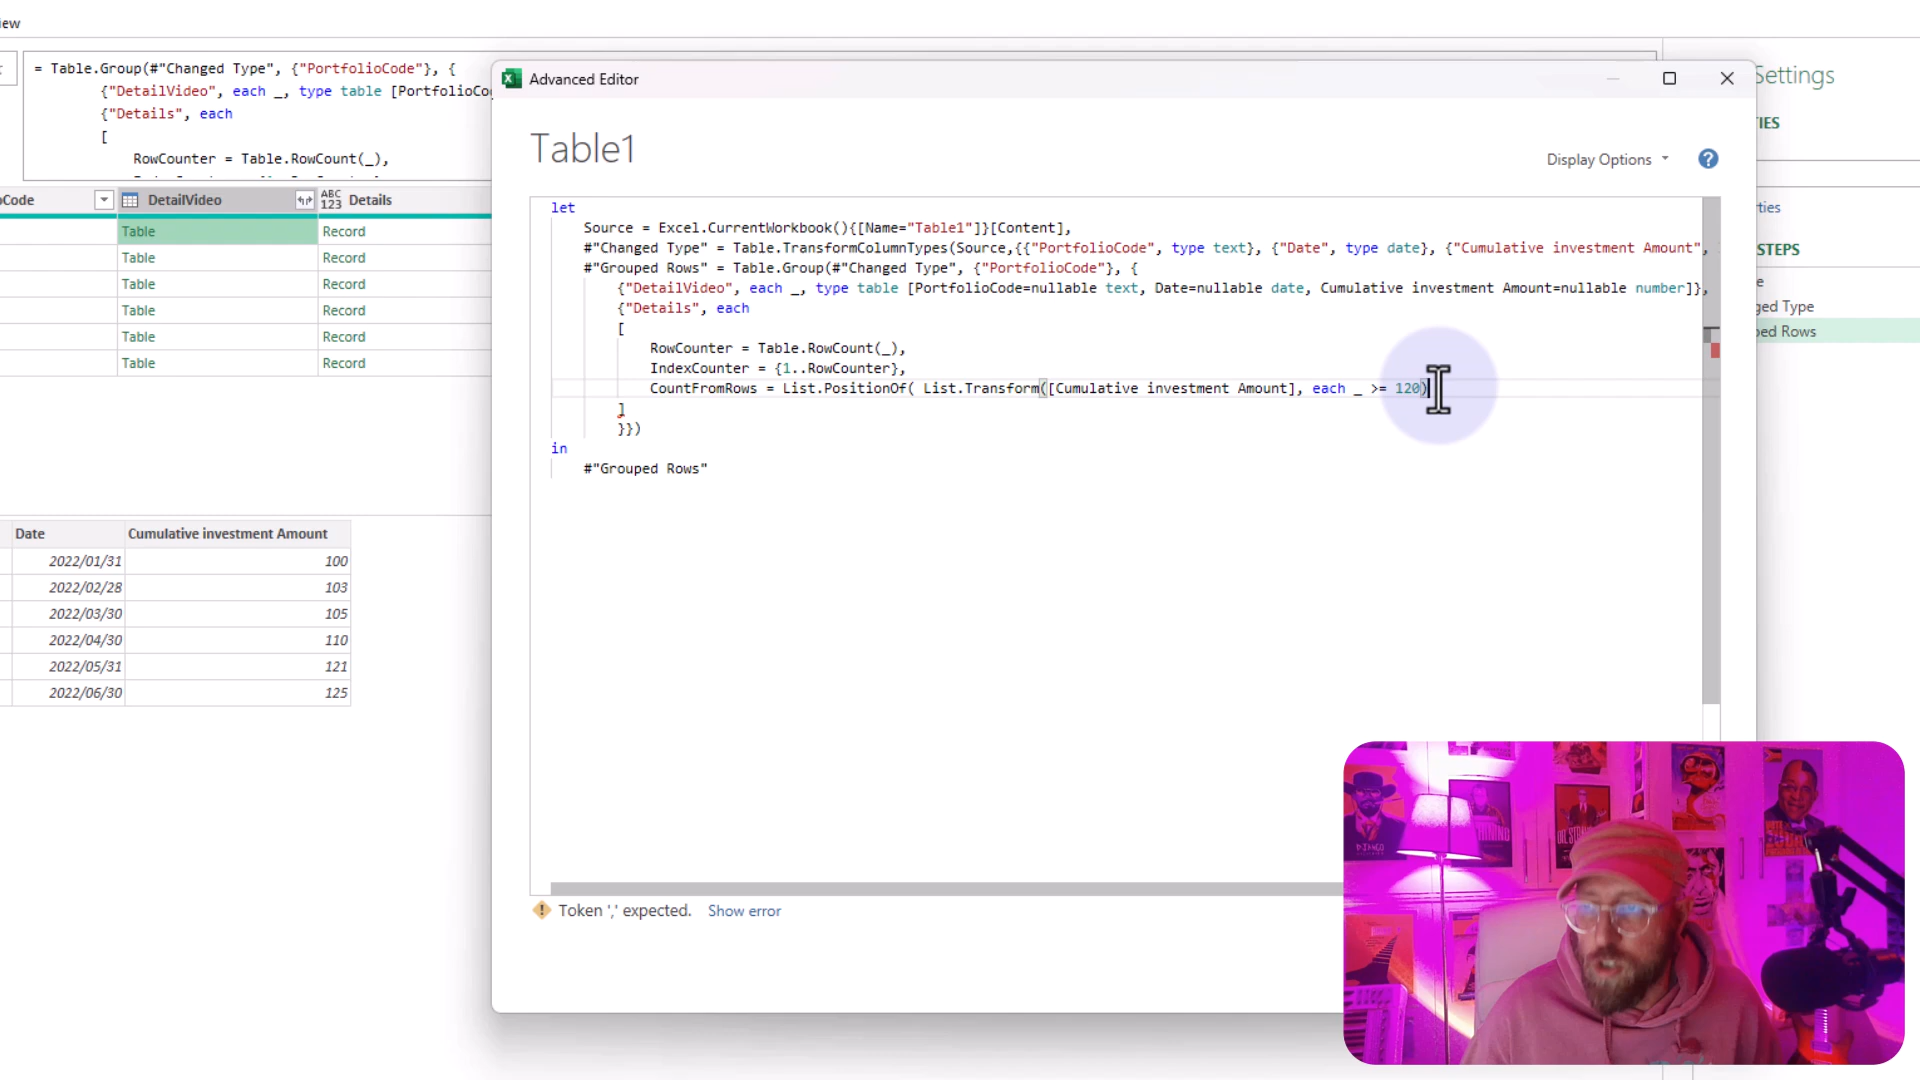 iew
= Table.Group(#"Changed Type", {"PortfolioCode"}, {
{"DetailVideo", each _, type table [PortfolioCo
{"Details", each
[
RowCounter = Table.RowCount(_),
oCode
DetailVideo
ABC 123 Details
Table Record
Table Record
Table Record
Table Record
Table Record
Table Record
Date Cumulative investment Amount
2022/01/31 100
2022/02/28 103
2022/03/30 105
2022/04/30 110
2022/05/31 121
2022/06/30 125
Advanced Editor
Table1
Display Options
?
let
Source = Excel.CurrentWorkbook(){[Name="Table1"]}[Content],
#"Changed Type" = Table.TransformColumnTypes(Source,{{"PortfolioCode", type text}, {"Date", type date}, {"Cumulative investment Amount",
#"Grouped Rows" = Table.Group(#"Changed Type", {"PortfolioCode"}, {
{"DetailVideo", each _, type table [PortfolioCode=nullable text, Date=nullable date, Cumulative investment Amount=nullable number]},
{"Details", each
[
RowCounter = Table.RowCount(_),
IndexCounter = {1..RowCounter},
CountFromRows = List.PositionOf( List.Transform([Cumulative investment Amount], each _ >= 120)
]
}})
in
#"Grouped Rows"
Token ',' expected. Show error
Settings
TIES
rties
STEPS
e
ged Type
ped Rows
DJANGO